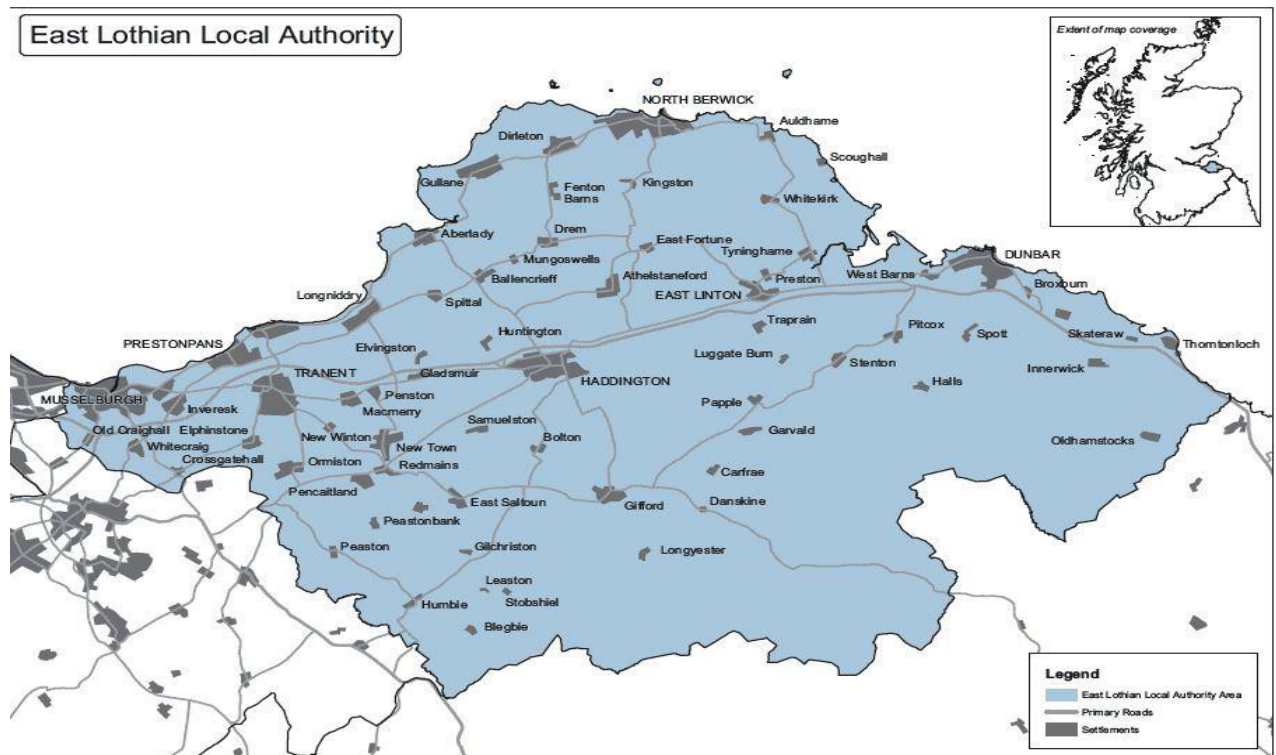 East Lothian Local Authority
Extent of map coverage
NORTH BERWICK
Auldhame
Dirleton
Scoughall
Gullane
Fenton
Barns
Kingston
Whitekirk
Aberlady
Drem
East Fortune
Tyninghame
Mungoswells
DUNBAR
Ballencrieff
Athelstaneford
Preston
West Barns
Longniddry
Spittal
EAST LINTON
Broxburn
Huntington
Traprain
Pitcox
Spott
Skateraw
PRESTONPANS
Elvingston
Luggate Burn
Stenton
Thorntonloch
TRANENT
Gladsmuir
HADDINGTON
Innerwick
Halls
MUSSELBURGH
Inveresk
Penston
Macmerry
Papple
Old Craighall
Elphinstone
New Winton
Samuelston
Bolton
Garvald
Oldhamstocks
Whitecraig
New Town
Crossgatehall
Ormiston
Redmains
Carfrae
Pencaitland
East Saltoun
Gifford
Danskine
Peastonbank
Peaston
Gilchriston
Longyester
Leaston
Humbie
Stobshiel
Blegbie
Legend
East Lothian Local Authority Area
Primary Roads
Settlements